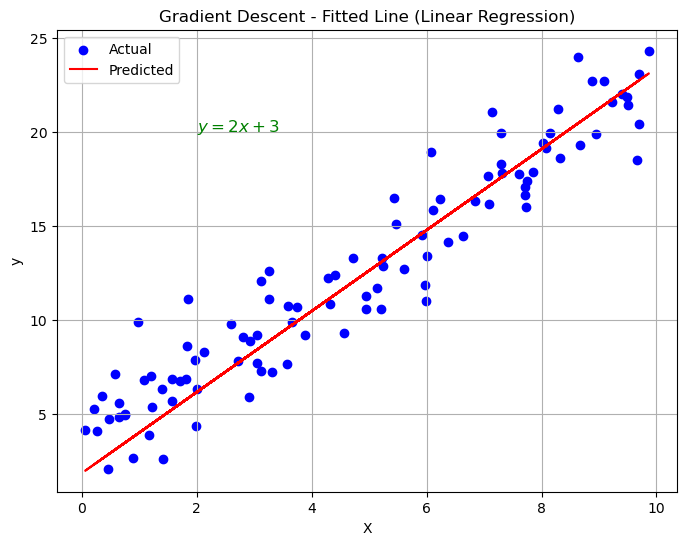 Gradient Descent - Fitted Line (Linear Regression)
Actual
Predicted
y = 2x + 3
25
20
15
10
5
y
0 2 4 6 8 10
X